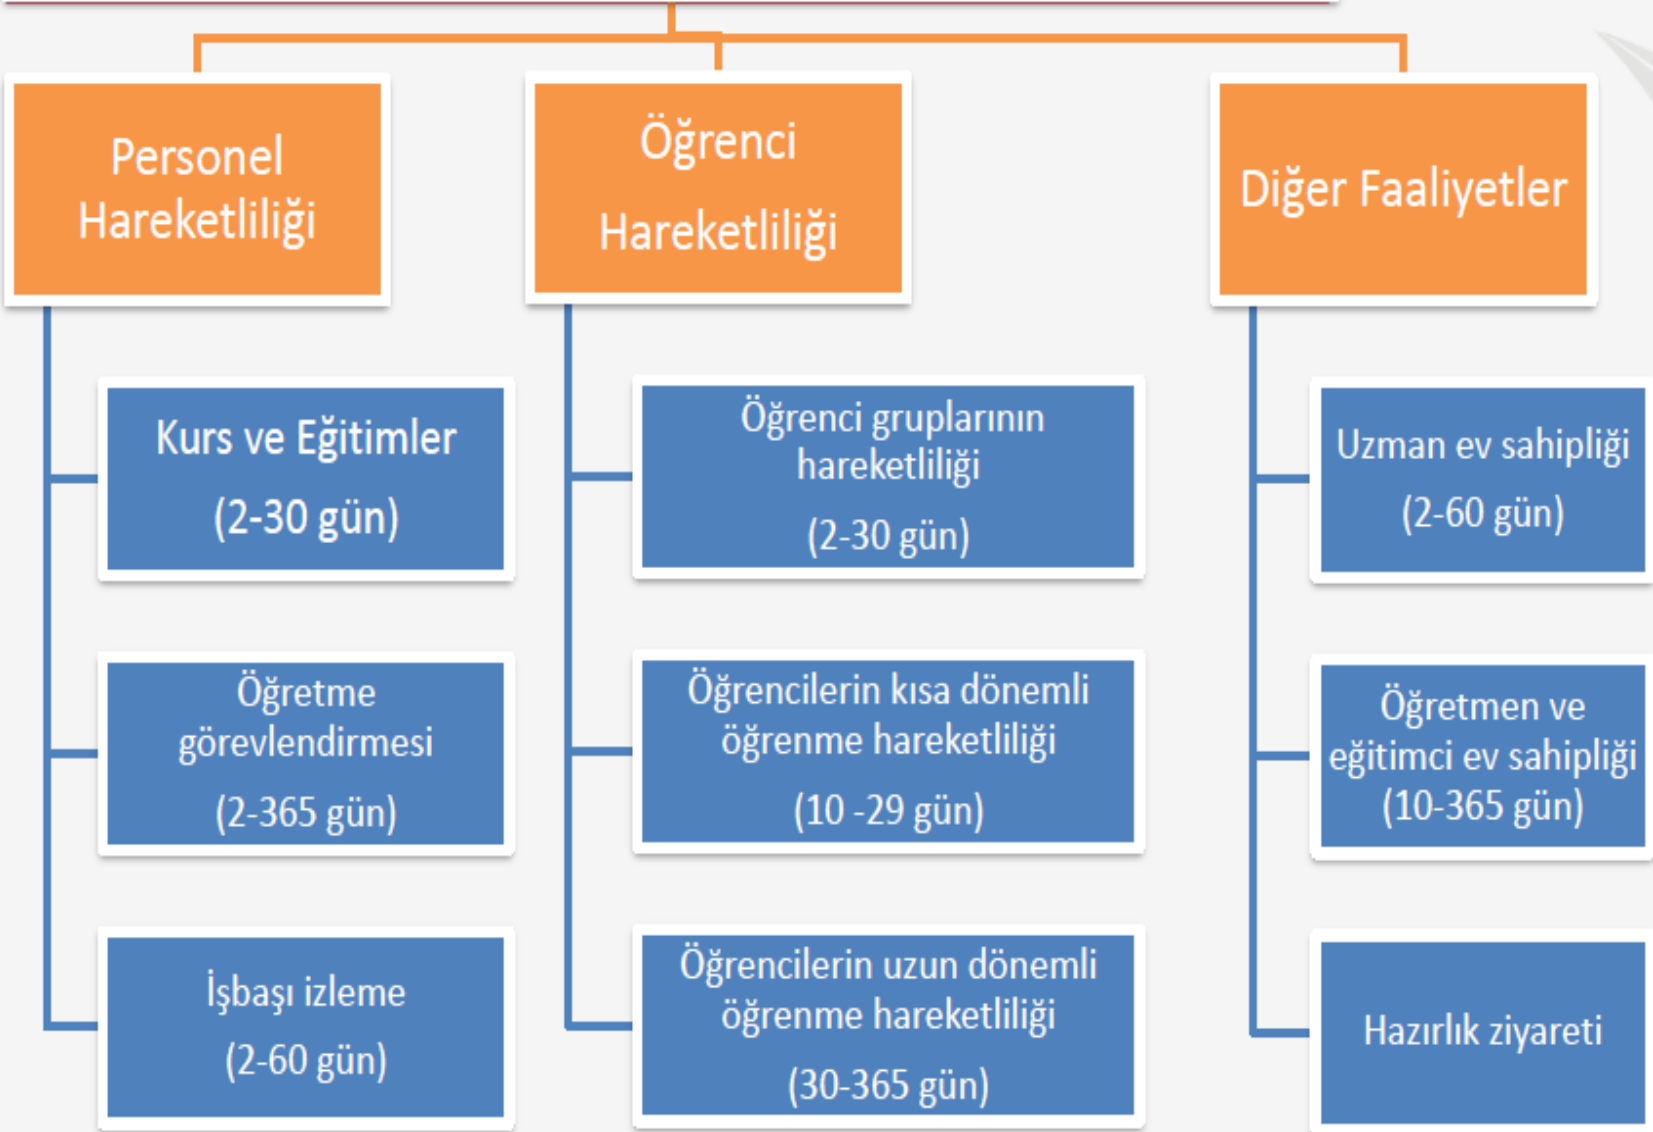 Personel
Hareketliliği
Kurs ve Eğitimler
(2-30 gün)
Öğretme
görevlendirmesi
(2-365 gün)
İşbaşı izleme
(2-60 gün)
Öğrenci
Hareketliliği
Öğrenci gruplarının
hareketliliği
(2-30 gün)
Öğrencilerin kısa dönemli
öğrenme hareketliliği
(10 -29 gün)
Öğrencilerin uzun dönemli
öğrenme hareketliliği
(30-365 gün)
Diğer Faaliyetler
Uzman ev sahipliği
(2-60 gün)
Öğretmen ve
eğitimci ev sahipliği
(10-365 gün)
Hazırlık ziyareti